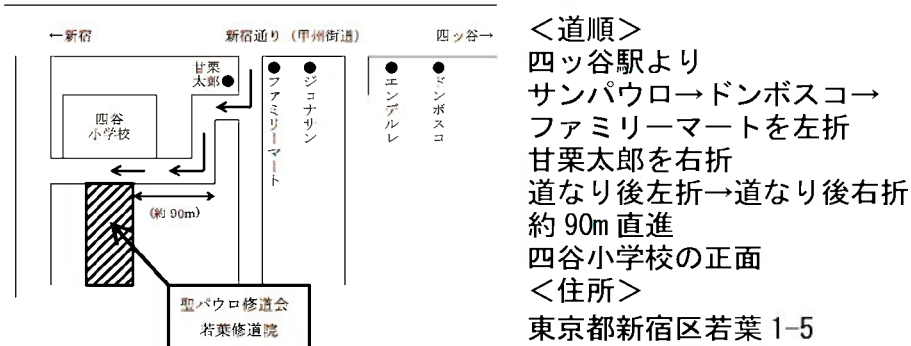 ←新宿
新宿通り（甲州街道）
四ッ谷→
甘栗
太郎
ファミリーマート
ジョナサン
エンデルレ
ドンボスコ
四谷
小学校
(約 90m)
聖パウロ修道会
若葉修道院
＜道順＞
四ッ谷駅より
サンパウロ→ドンボスコ→
ファミリーマートを左折
甘栗太郎を右折
道なり後左折→道なり後右折
約 90m 直進
四谷小学校の正面
＜住所＞
東京都新宿区若葉 1-5